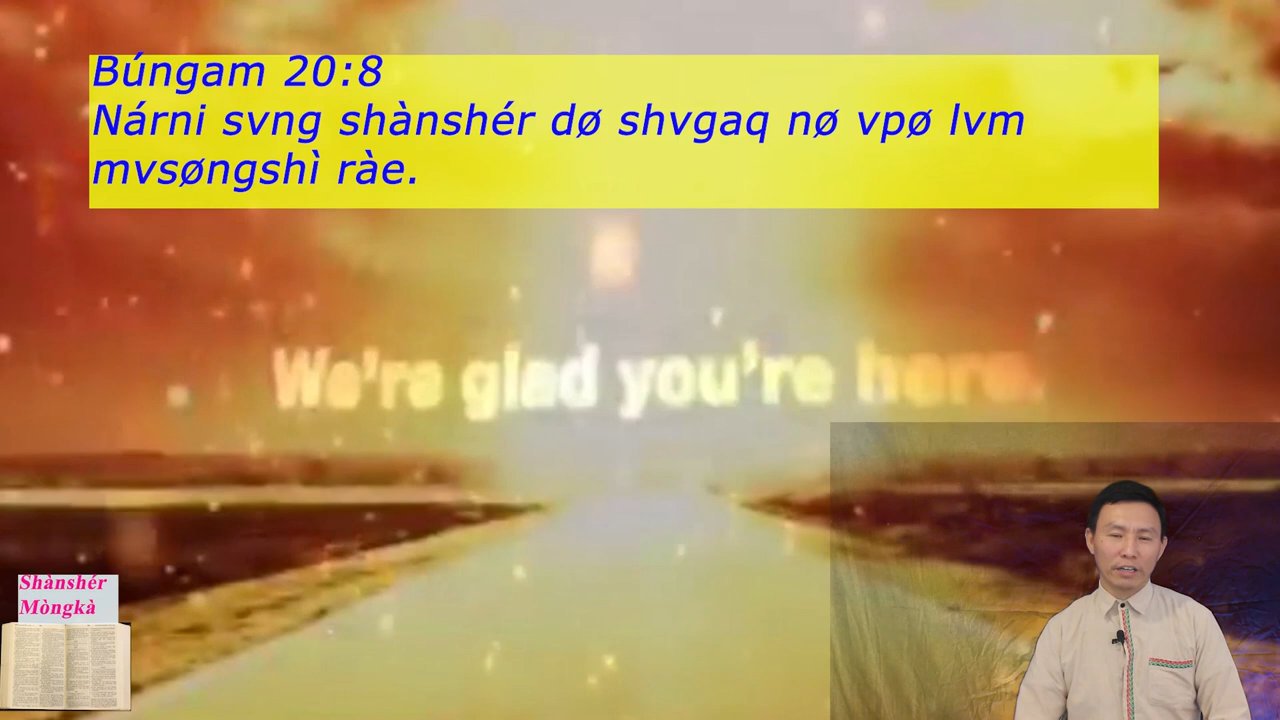 Búngam 20:8
Nárni svng shànshér dø shvgaq nø vpø lvm
mvsøngshì ràe.
We're glad you're here.
Shànshér
Mòngkà